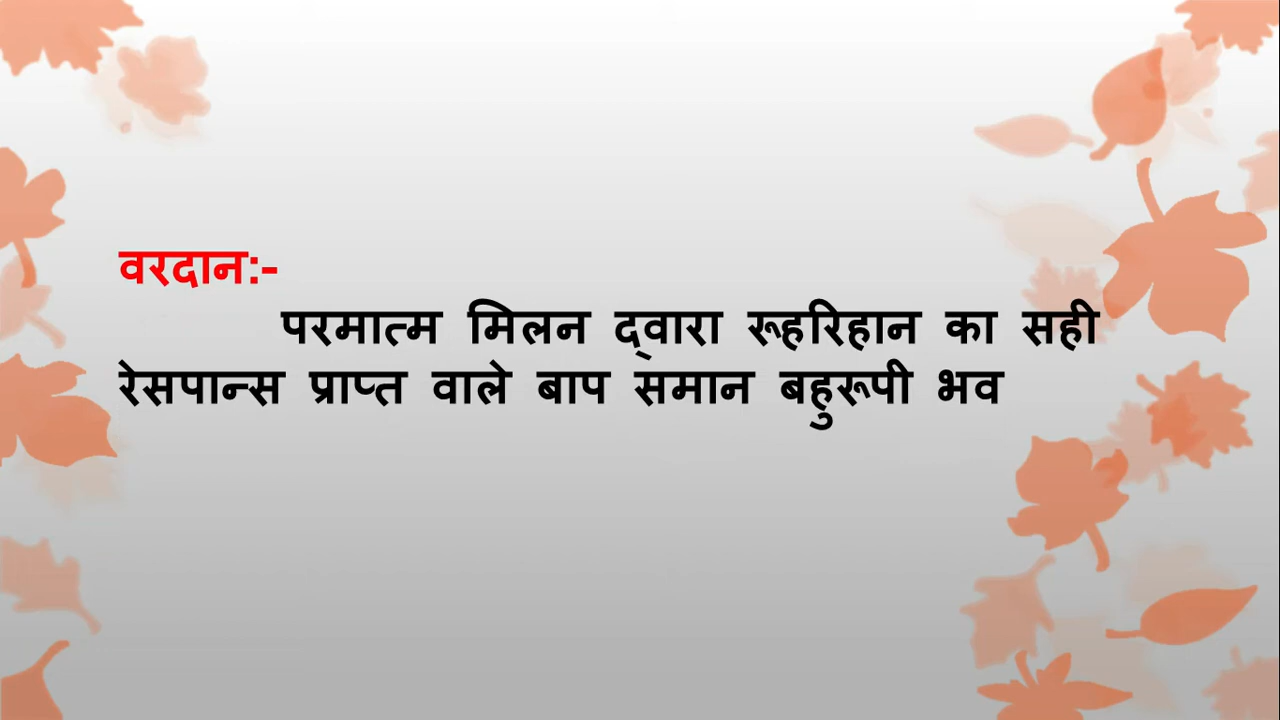 वरदान:-
परमात्म मिलन द्वारा रूहरिहान का सही
रेसपान्स प्राप्त वाले बाप समान बहुरूपी भव